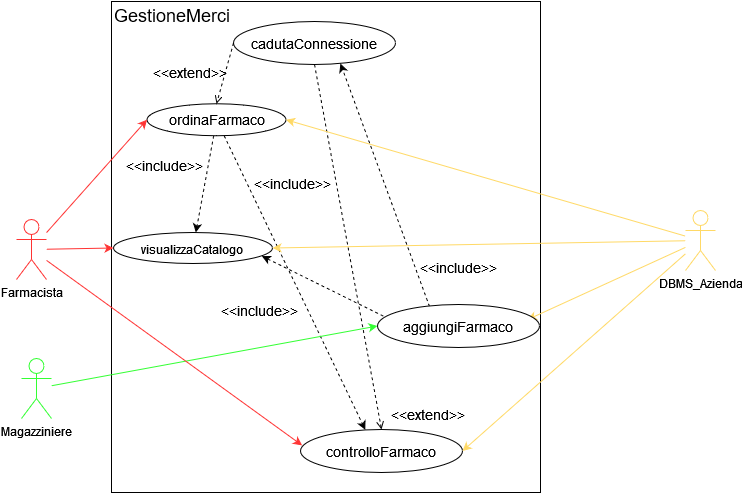 GestioneMerci
cadutaConnessione
<<extend>>
ordinaFarmaco
<<include>>
<<include>>
visualizzaCatalogo
<<include>>
DBMS_Azienda
Farmacista
<<include>>
aggiungiFarmaco
<<extend>>
Magazziniere
controlloFarmaco